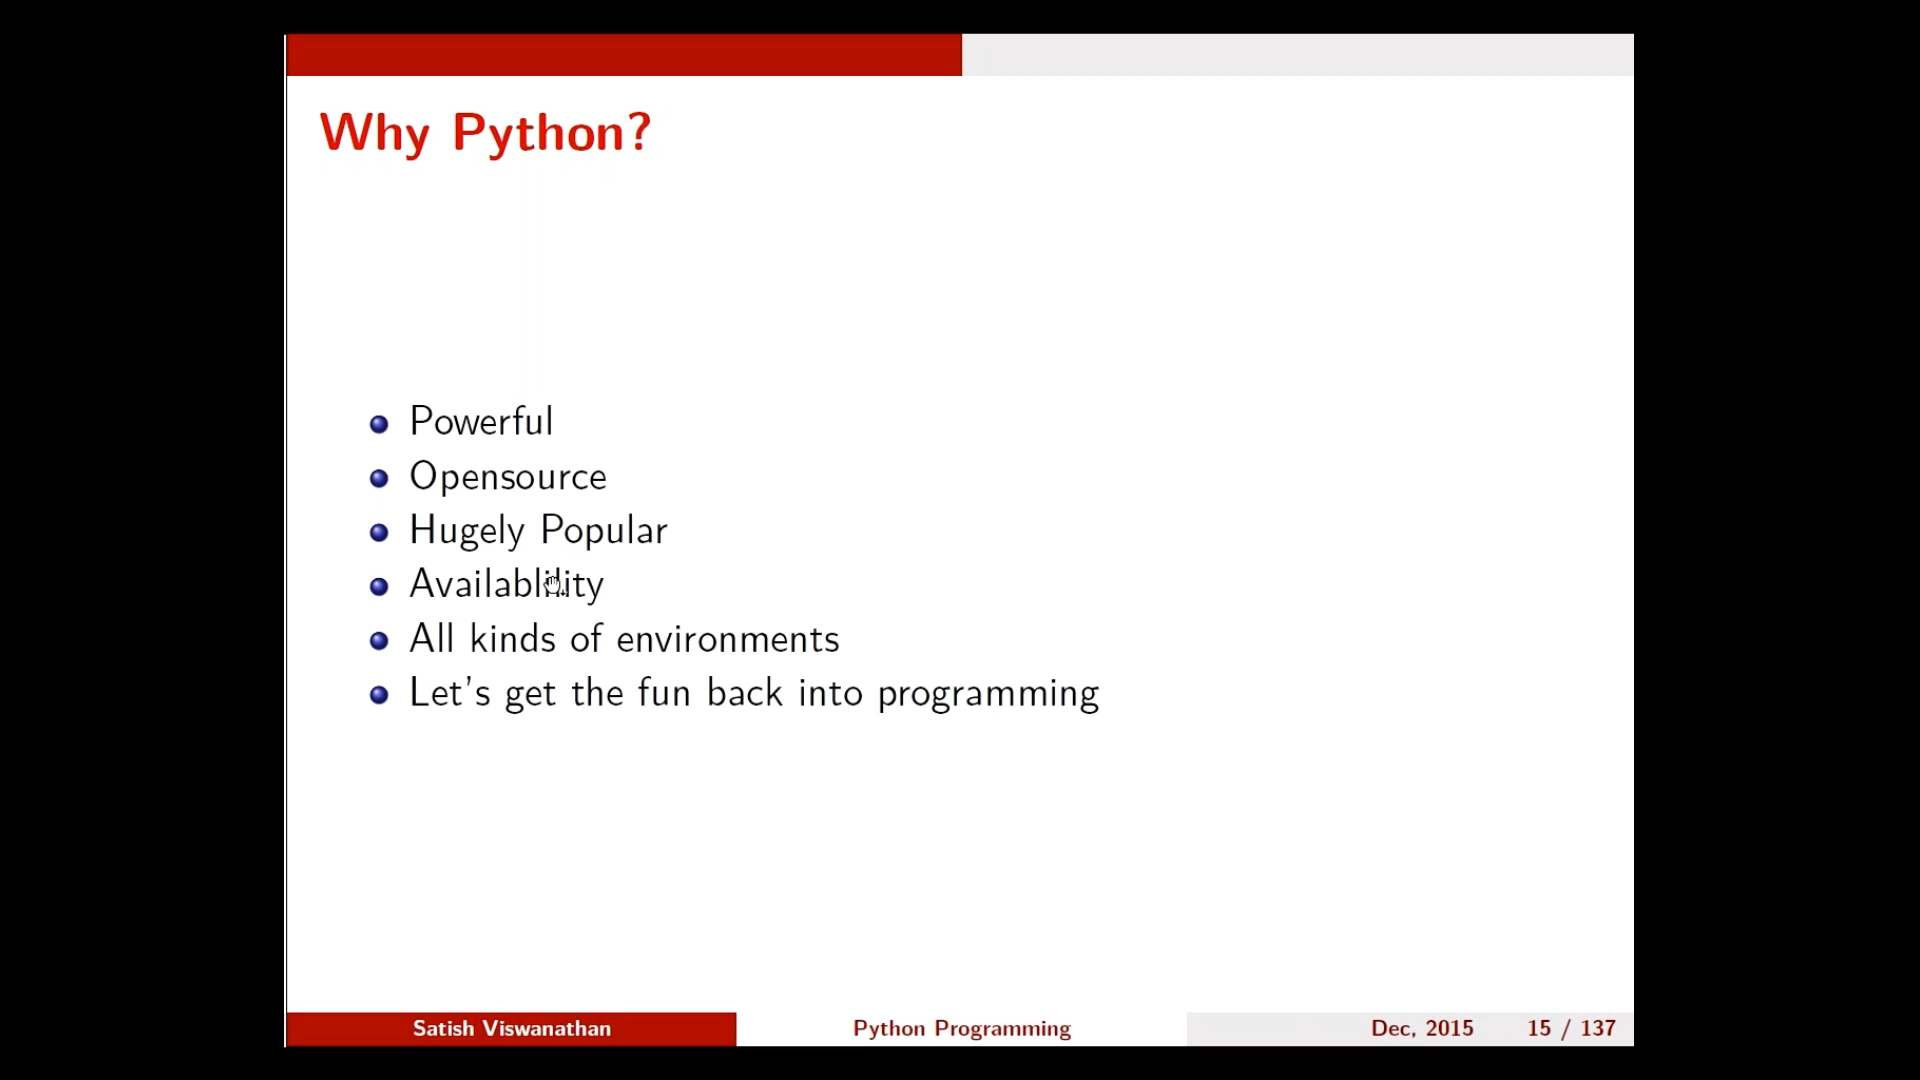 Why Python?
Powerful
Opensource
Hugely Popular
Availablility
All kinds of environments
Let's get the fun back into programming
Satish Viswanathan
Python Programming
Dec, 2015 15 / 137